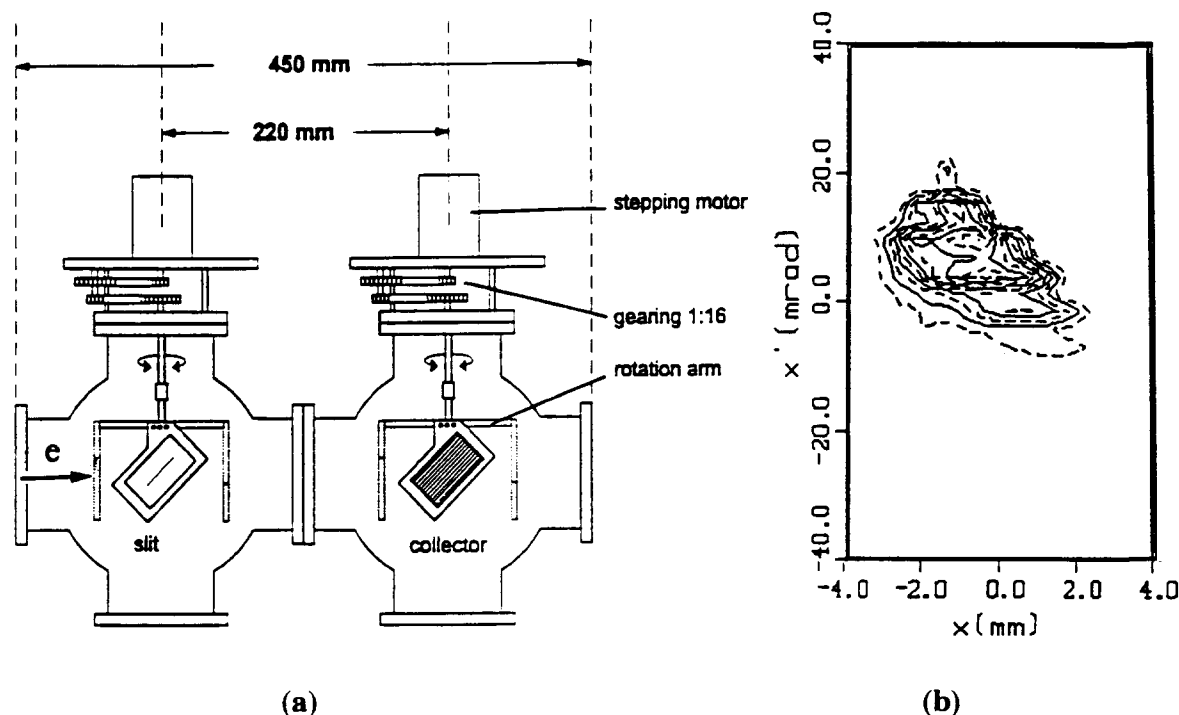 450 mm
220 mm
stepping motor
gearing 1:16
rotation arm
e
slit
collector
(a)
40.0
20.0
0.0
-20.0
-40.0
x'(mrad)
-4.0 -2.0 0.0 2.0 4.0
x(mm)
(b)